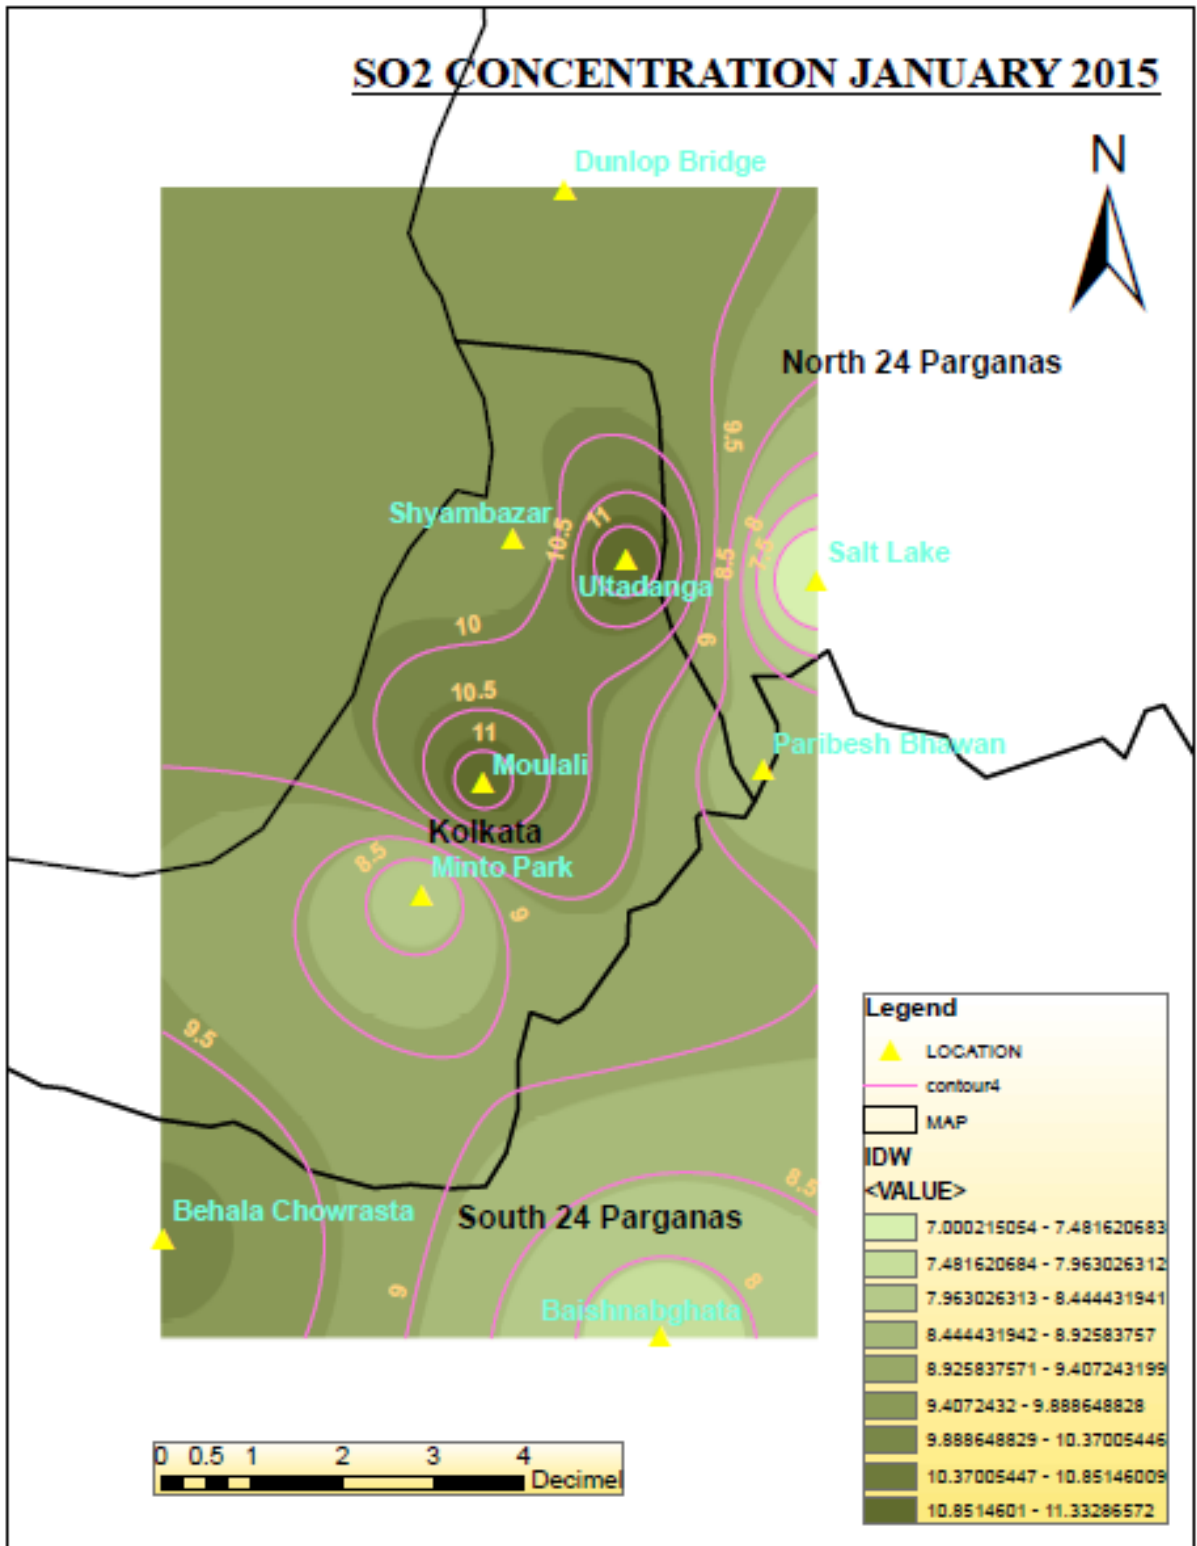 SO2 CONCENTRATION JANUARY 2015
N
Dunlop Bridge
North 24 Parganas
9.5
Shyambazar
10.5
11
8
7.5
8.5
Salt Lake
Ultadanga
10
9
10.5
11
Moulali
Paribesh Bhawan
Kolkata
8.5
Minto Park
9
9.5
Legend
LOCATION
contour4
MAP
IDW
<VALUE>
7.000215054 - 7.481620683
7.481620684 - 7.963026312
7.963026313 - 8.444431941
8.444431942 - 8.92583757
8.925837571 - 9.407243199
9.4072432 - 9.888648828
9.888648829 - 10.37005446
10.37005447 - 10.85146009
10.8514601 - 11.33286572
8.5
Behala Chowrasta
South 24 Parganas
9
8
Baishnabghata
0 0.5 1 2 3 4
Decimel